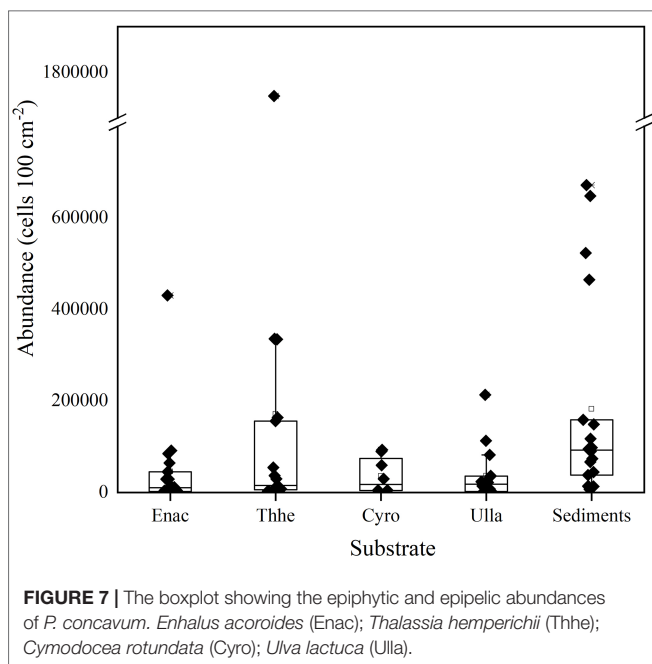 1800000
600000
400000
200000
0
Abundance (cells 100 cm-2)
Enac Thhe Cyro Ulla Sediments
Substrate
FIGURE 7 | The boxplot showing the epiphytic and epipelic abundances
of P. concavum. Enhalus acoroides (Enac); Thalassia hemperichii (Thhe);
Cymodocea rotundata (Cyro); Ulva lactuca (Ulla).